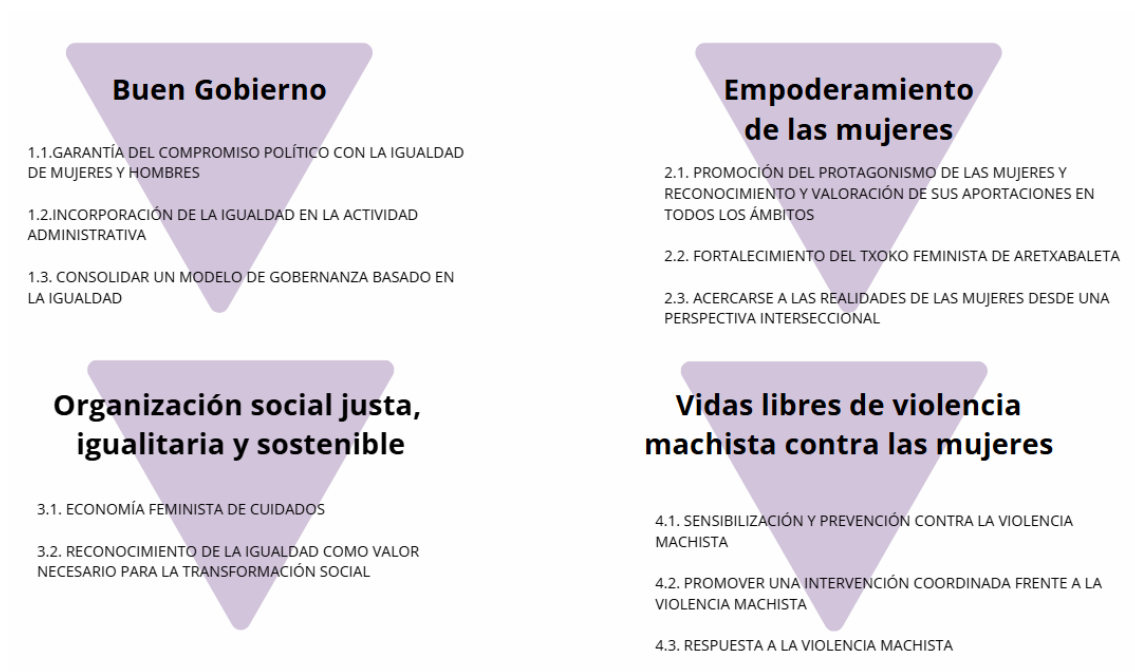 Buen Gobierno
1.1.GARANTÍA DEL COMPROMISO POLÍTICO CON LA IGUALDAD
DE MUJERES Y HOMBRES
1.2.INCORPORACIÓN DE LA IGUALDAD EN LA ACTIVIDAD
ADMINISTRATIVA
1.3. CONSOLIDAR UN MODELO DE GOBERNANZA BASADO EN
LA IGUALDAD
Empoderamiento
de las mujeres
2.1. PROMOCIÓN DEL PROTAGONISMO DE LAS MUJERES Y
RECONOCIMIENTO Y VALORACIÓN DE SUS APORTACIONES EN
TODOS LOS ÁMBITOS
2.2. FORTALECIMIENTO DEL TXOKO FEMINISTA DE ARETXABALETA
2.3. ACERCARSE A LAS REALIDADES DE LAS MUJERES DESDE UNA
PERSPECTIVA INTERSECCIONAL
Organización social justa,
igualitaria y sostenible
3.1. ECONOMÍA FEMINISTA DE CUIDADOS
3.2. RECONOCIMIENTO DE LA IGUALDAD COMO VALOR
NECESARIO PARA LA TRANSFORMACIÓN SOCIAL
Vidas libres de violencia
machista contra las mujeres
4.1. SENSIBILIZACIÓN Y PREVENCIÓN CONTRA LA VIOLENCIA
MACHISTA
4.2. PROMOVER UNA INTERVENCIÓN COORDINADA FRENTE A LA
VIOLENCIA MACHISTA
4.3. RESPUESTA A LA VIOLENCIA MACHISTA